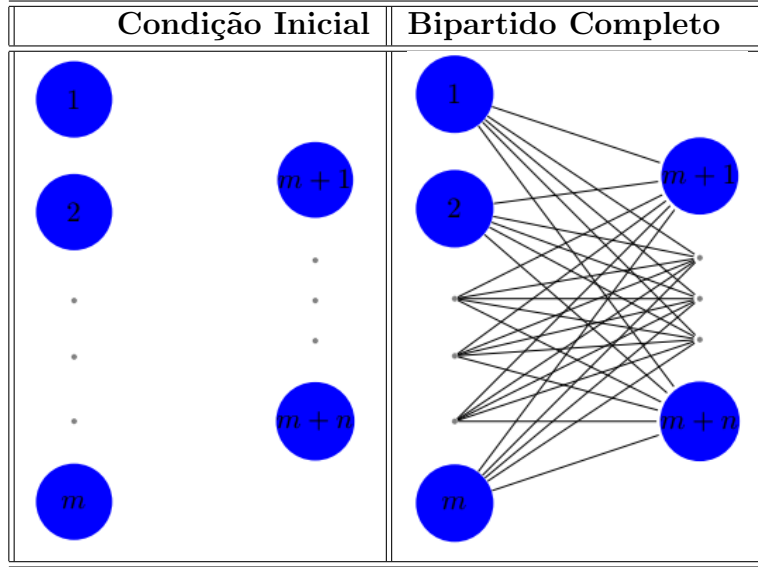 Condição Inicial Bipartido Completo
1 1
m + 1 m + 1
2 2
m + n m + n
m m